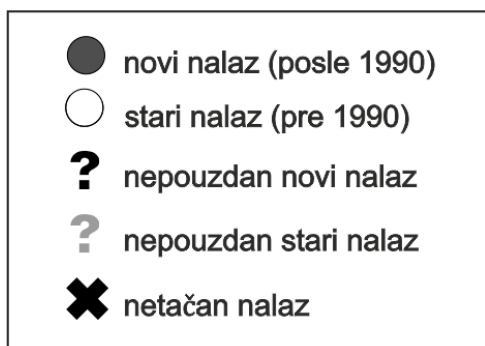 novi nalaz (posle 1990)
stari nalaz (pre 1990)
? nepouzdan novi nalaz
? nepouzdan stari nalaz
netačan nalaz